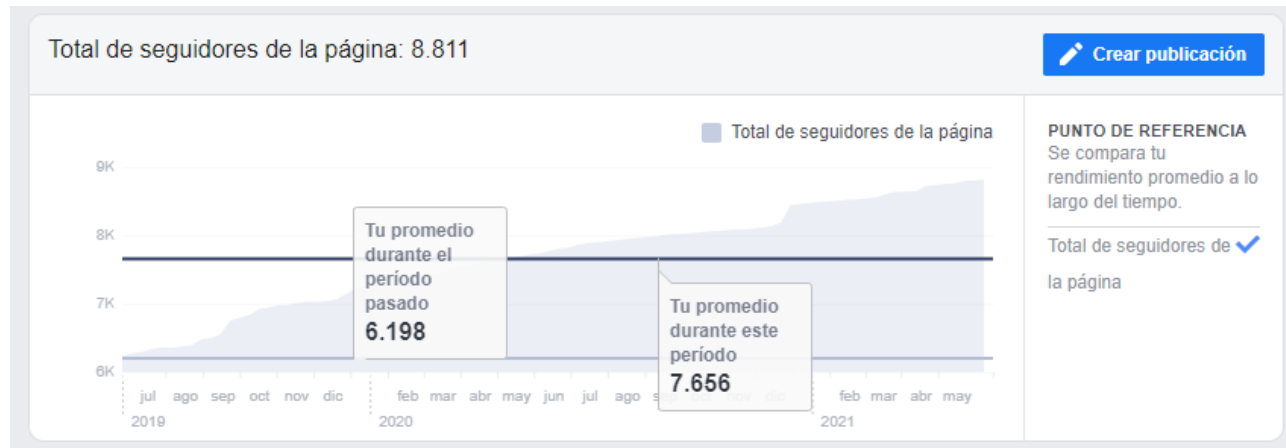 Total de seguidores de la página: 8.811
Crear publicación
Total de seguidores de la página
PUNTO DE REFERENCIA
Se compara tu
rendimiento promedio a lo
largo del tiempo.
Total de seguidores de
la página
9K
8K
7K
6K
Tu promedio
durante el
período
pasado
6.198
Tu promedio
durante este
período
7.656
jul ago sep oct nov dic feb mar abr may jun jul ago sep oct nov dic feb mar abr may
2019 2020 2021